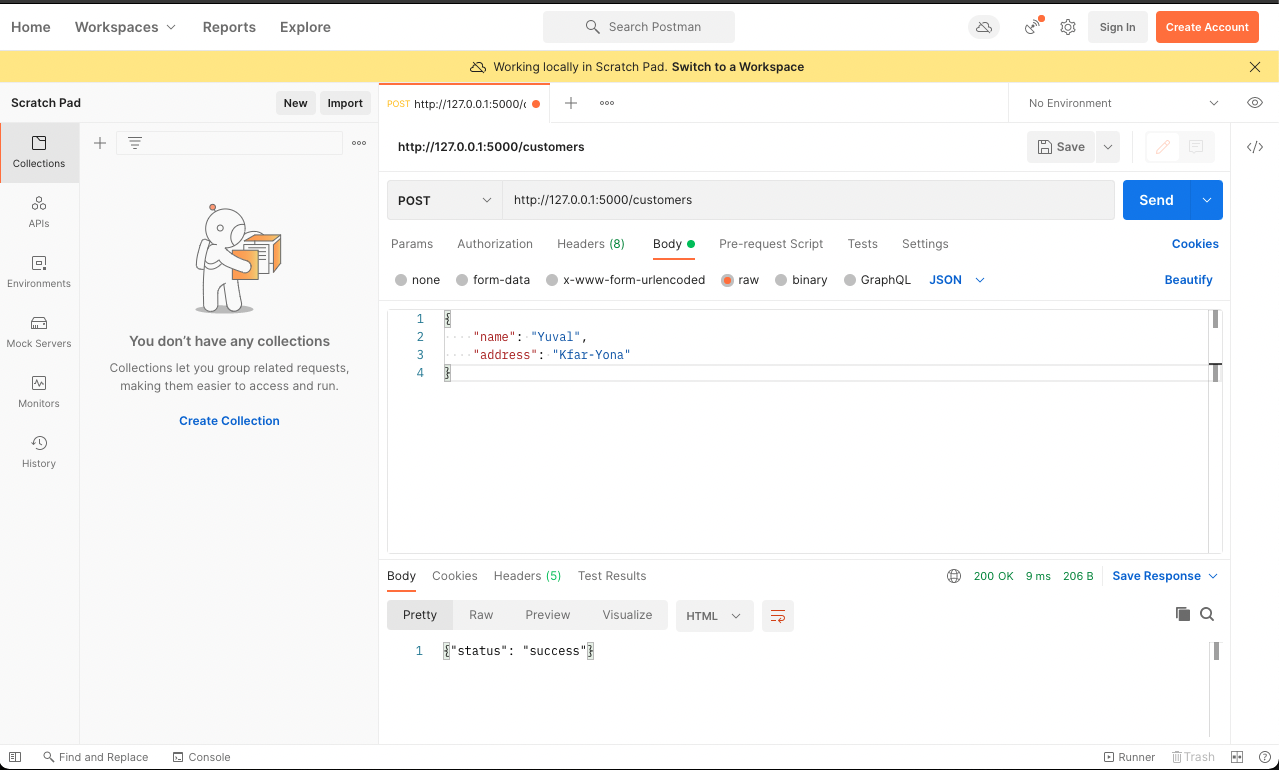 Home Workspaces Reports Explore Search Postman Sign In Create Account
Working locally in Scratch Pad. Switch to a Workspace
Scratch Pad New Import
POST http://127.0.0.1:5000/c No Environment
Collections
APIs
Environments
Mock Servers
Monitors
History
You don't have any collections
Collections let you group related requests,
making them easier to access and run.
Create Collection
http://127.0.0.1:5000/customers Save
POST http://127.0.0.1:5000/customers Send
Params Authorization Headers (8) Body Pre-request Script Tests Settings Cookies
none form-data x-www-form-urlencoded raw binary GraphQL JSON Beautify
1 {
2 "name": "Yuval",
3 "address": "Kfar-Yona"
4 }
Body Cookies Headers (5) Test Results 200 OK 9 ms 206 B Save Response
Pretty Raw Preview Visualize HTML
1 {"status": "success"}
Find and Replace Console Runner Trash